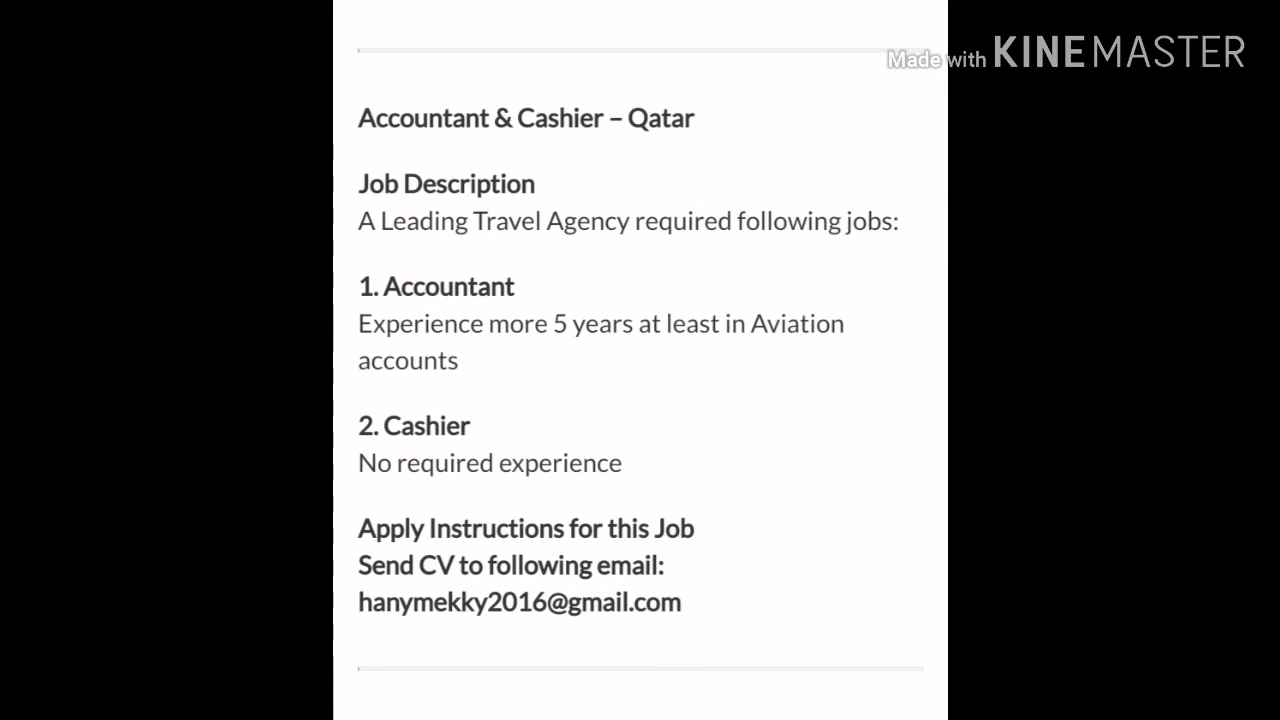 Made with KINEMASTER
Accountant & Cashier – Qatar
Job Description
A Leading Travel Agency required following jobs:
1. Accountant
Experience more 5 years at least in Aviation
accounts
2. Cashier
No required experience
Apply Instructions for this Job
Send CV to following email:
hanymekky2016@gmail.com